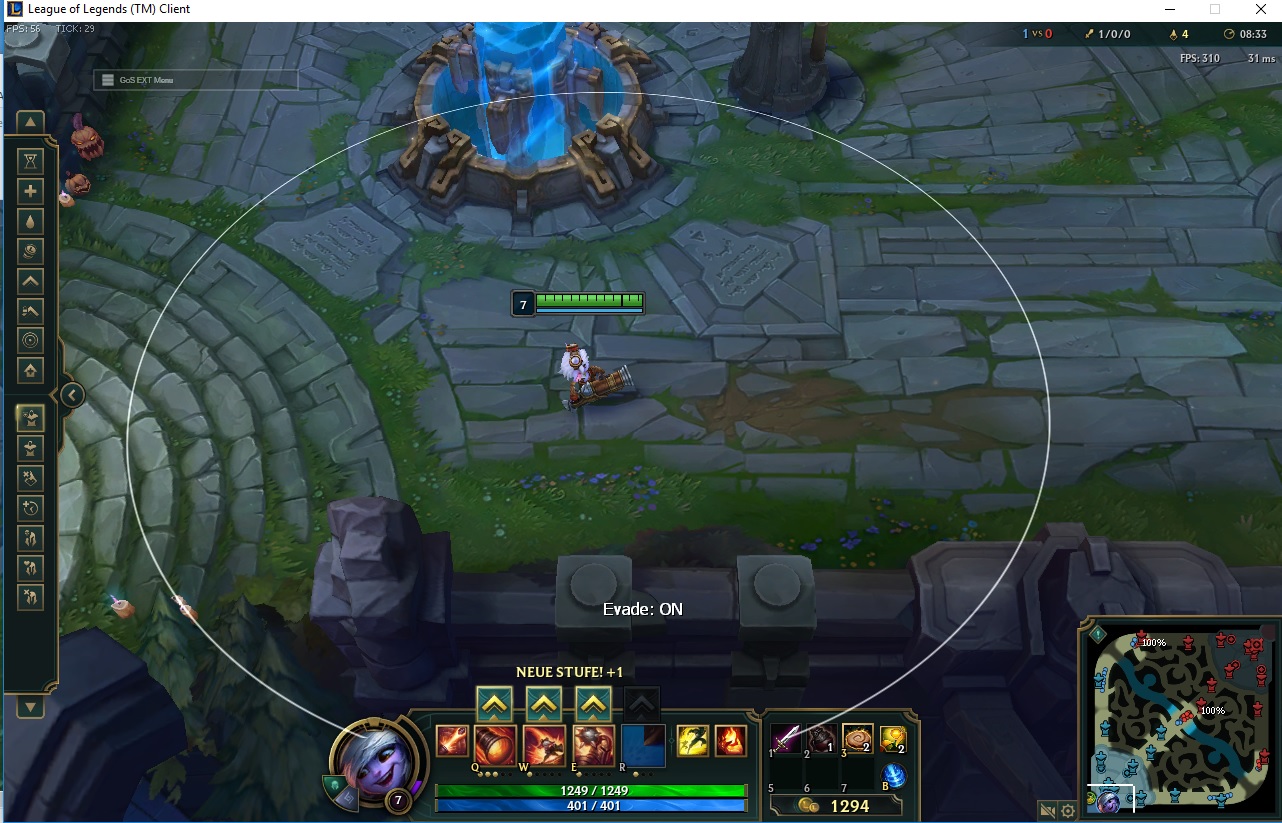 League of Legends (TM) Client
FPS: 56 TICK: 29
1 vs 0 1/0/0 4 08:33
FPS: 310 31 ms
GoS EXT Menu
7
Evade: ON
NEUE STUFE! +1
100%
100%
Q W E R
1 2 1 3 2 2
7
5 6 7 B
1249 / 1249
401 / 401
1294